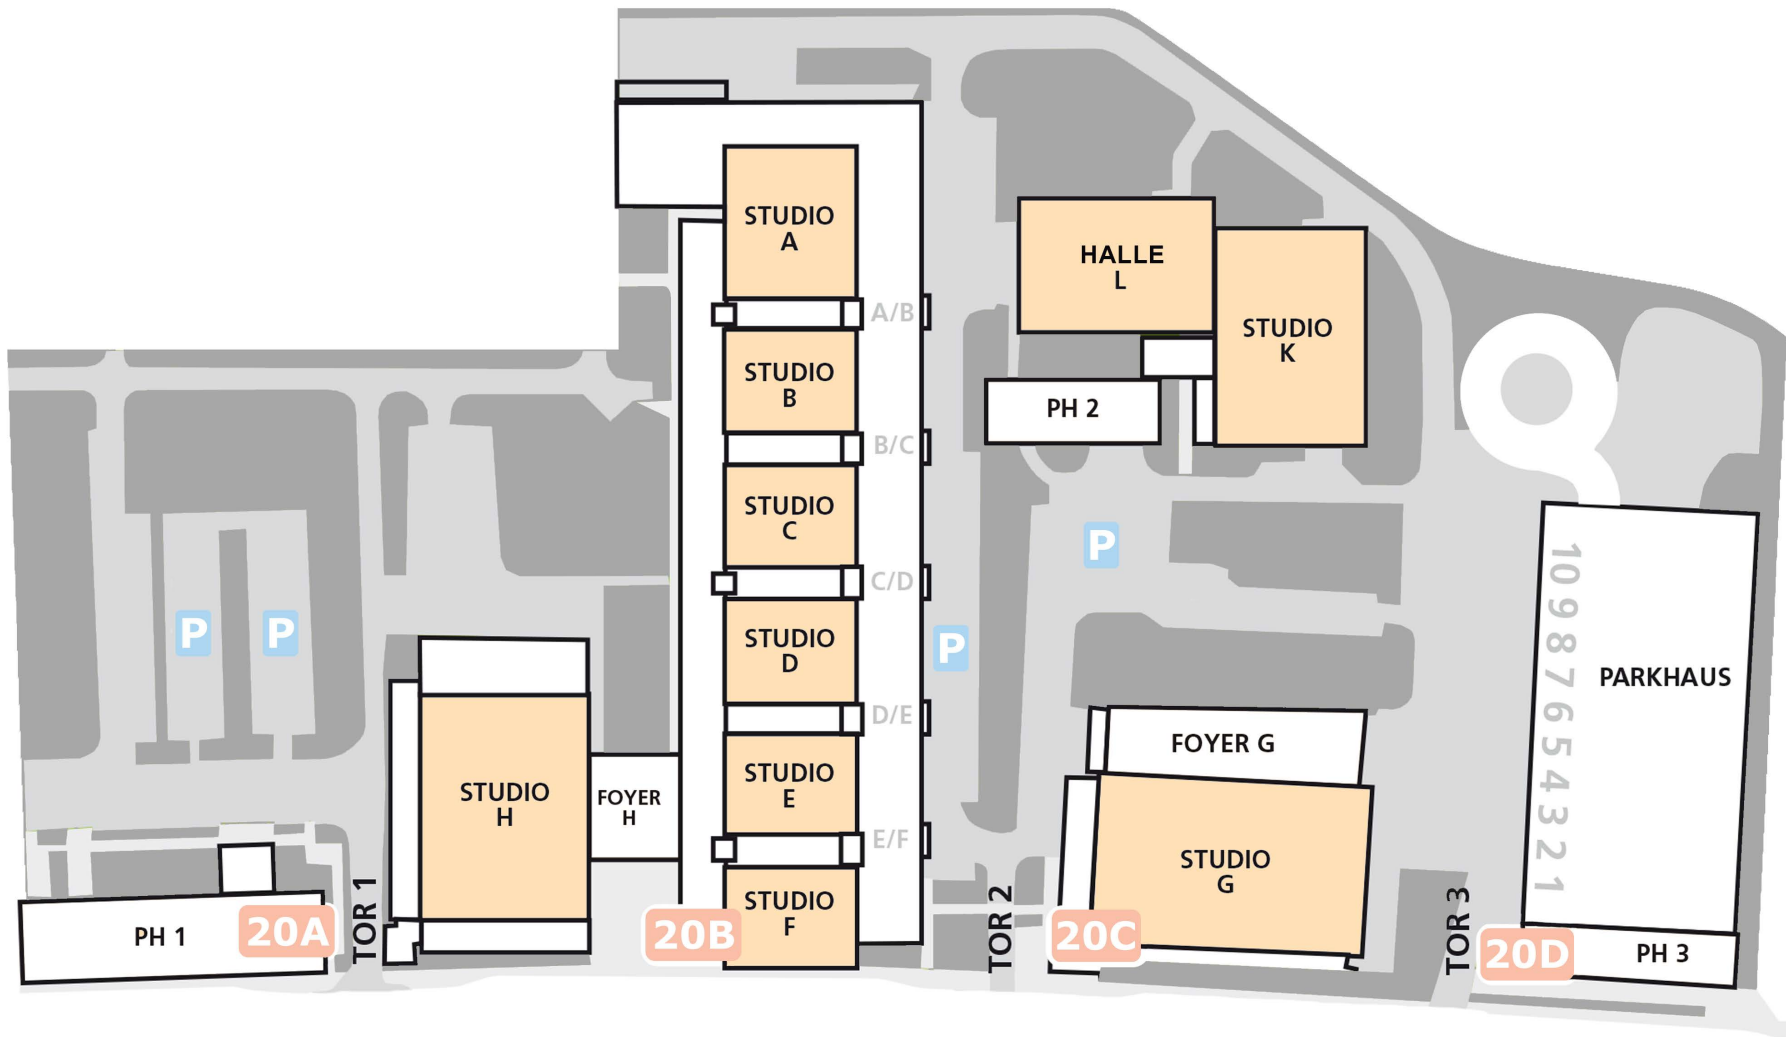 STUDIO
A
HALLE
L
A/B
STUDIO
K
STUDIO
B
PH 2
B/C
STUDIO
C
P
C/D
10 9 8 7 6 5 4 3 2 1
PARKHAUS
P
P
STUDIO
D
P
D/E
FOYER G
STUDIO
H
FOYER
H
STUDIO
E
E/F
STUDIO
G
STUDIO
F
TOR 1
TOR 2
TOR 3
PH 1
20A
20B
20C
20D
PH 3